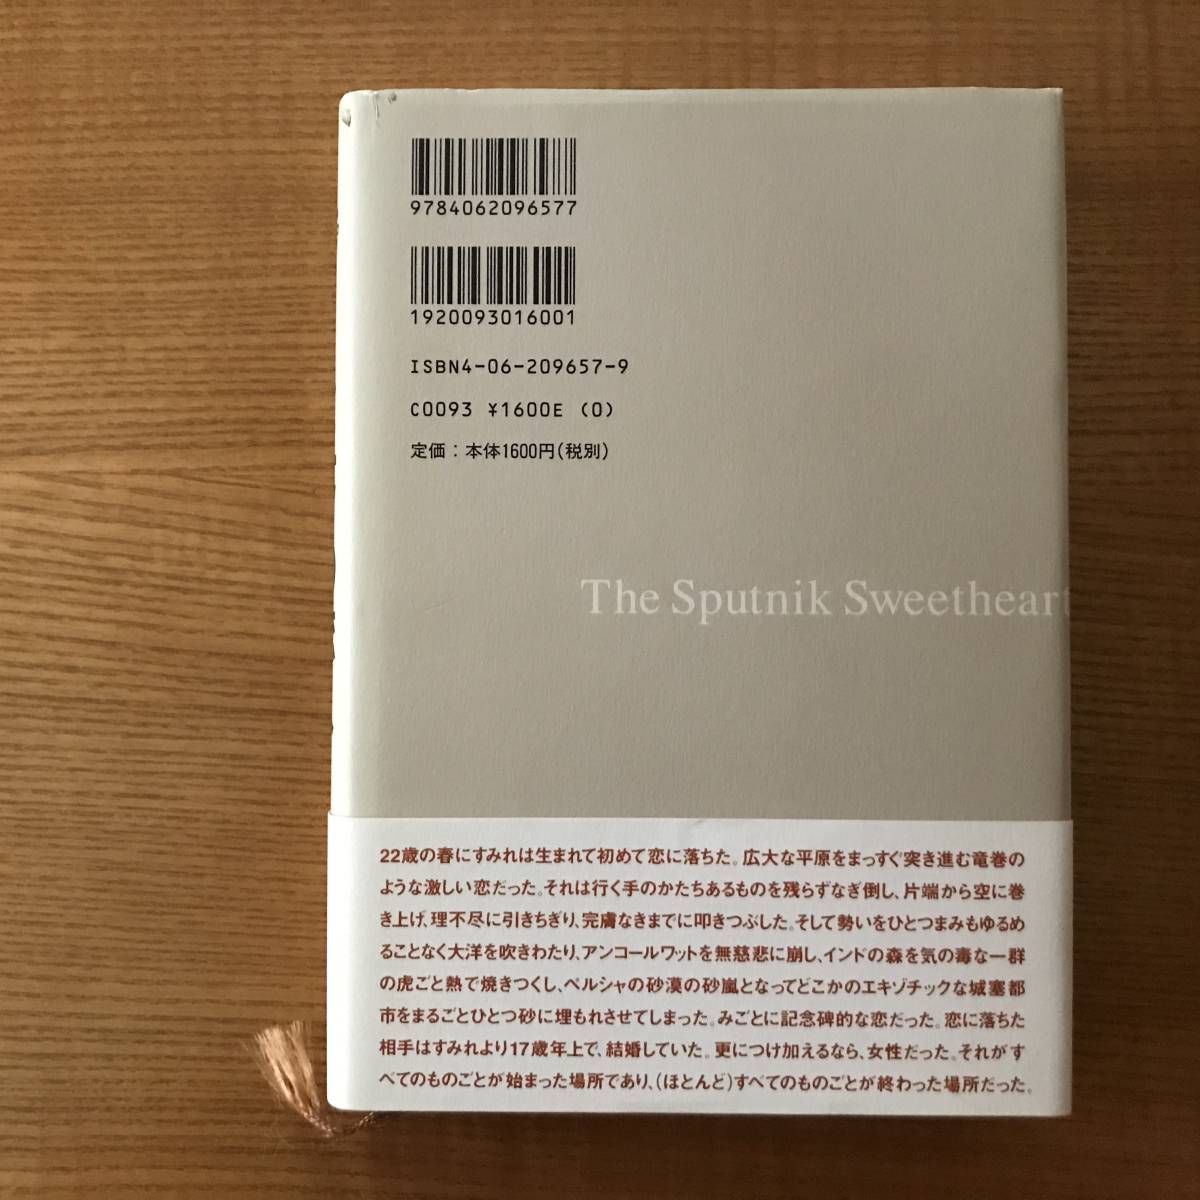 9784062096577
1920093016001
ISBN4-06-209657-9
C0093 ¥1600E (0)
定価：本体1600円(税別)
The Sputnik Sweetheart
22歳の春にすみれは生まれて初めて恋に落ちた。広大な平原をまっすぐ突き進む竜巻の
ような激しい恋だった。それは行く手のかたちあるものを残らずなぎ倒し、片端から空に巻
き上げ、理不尽に引きちぎり、完膚なきまでに叩きつぶした。そして勢いをひとつまみもゆるめ
ることなく大洋を吹きわたり、アンコールワットを無慈悲に崩し、インドの森を気の毒な一群
の虎ごと熱で焼きつくし、ペルシャの砂漠の砂嵐となってどこかのエキゾチックな城塞都
市をまるごとひとつ砂に埋もれさせてしまった。みごとに記念碑的な恋だった。恋に落ちた
相手はすみれより17歳年上で、結婚していた。更につけ加えるなら、女性だった。それがす
べてのものごとが始まった場所であり、(ほとんど)すべてのものごとが終わった場所だった。